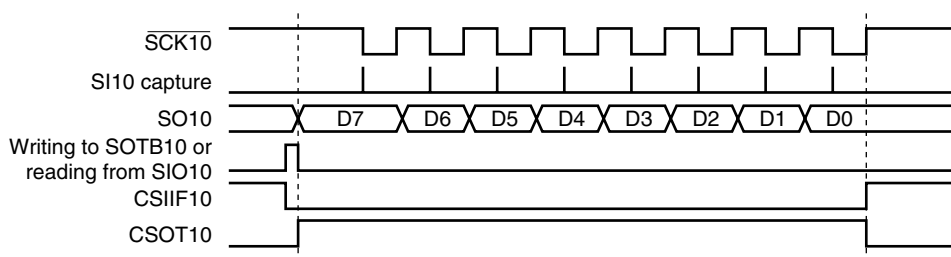 SCK10
SI10 capture
SO10 D7 D6 D5 D4 D3 D2 D1 D0
Writing to SOTB10 or
reading from SIO10
CSIIF10
CSOT10